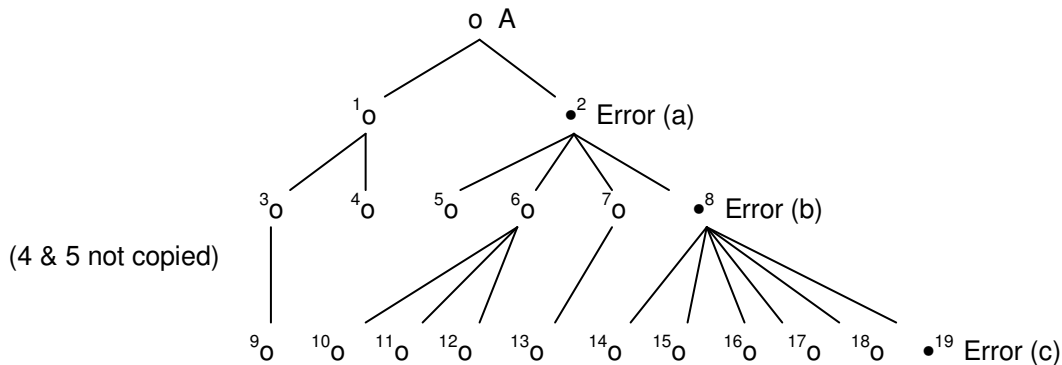 o A
1o •2 Error (a)
3o 4o 5o 6o 7o •8 Error (b)
(4 & 5 not copied)
9o 10o 11o 12o 13o 14o 15o 16o 17o 18o •19 Error (c)